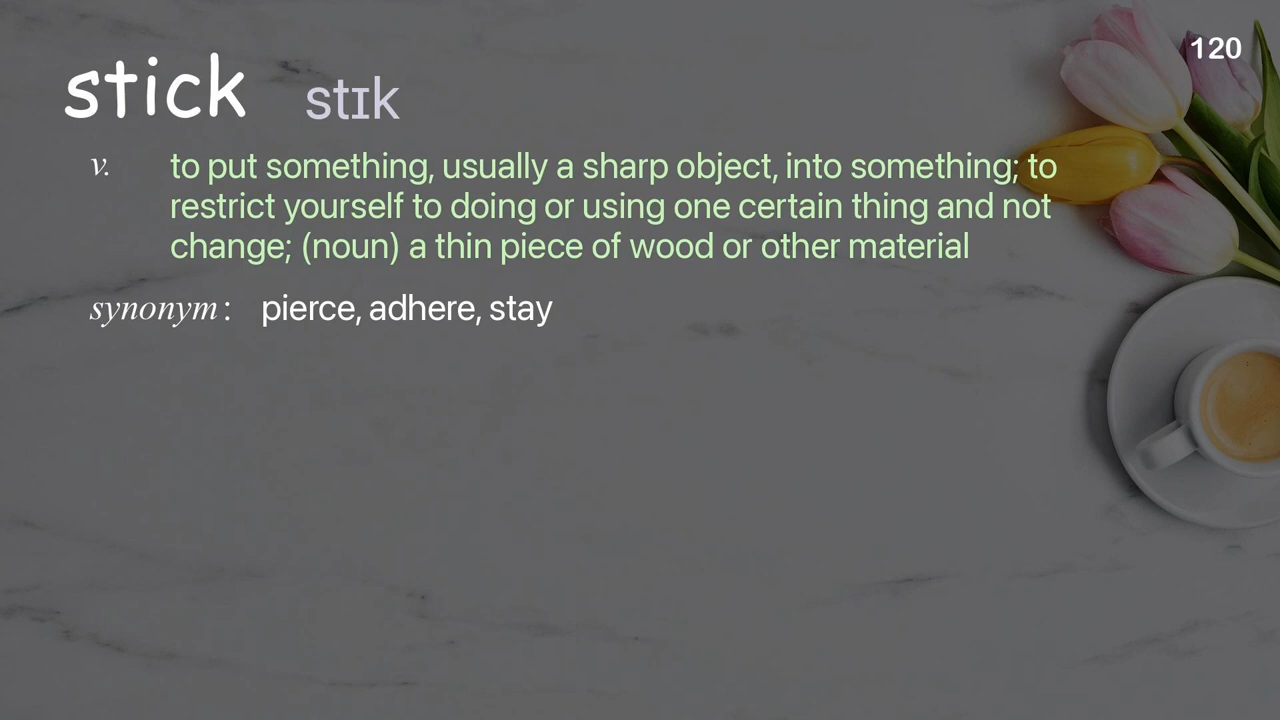 120
stick stɪk
v. to put something, usually a sharp object, into something; to
restrict yourself to doing or using one certain thing and not
change; (noun) a thin piece of wood or other material
synonym: pierce, adhere, stay